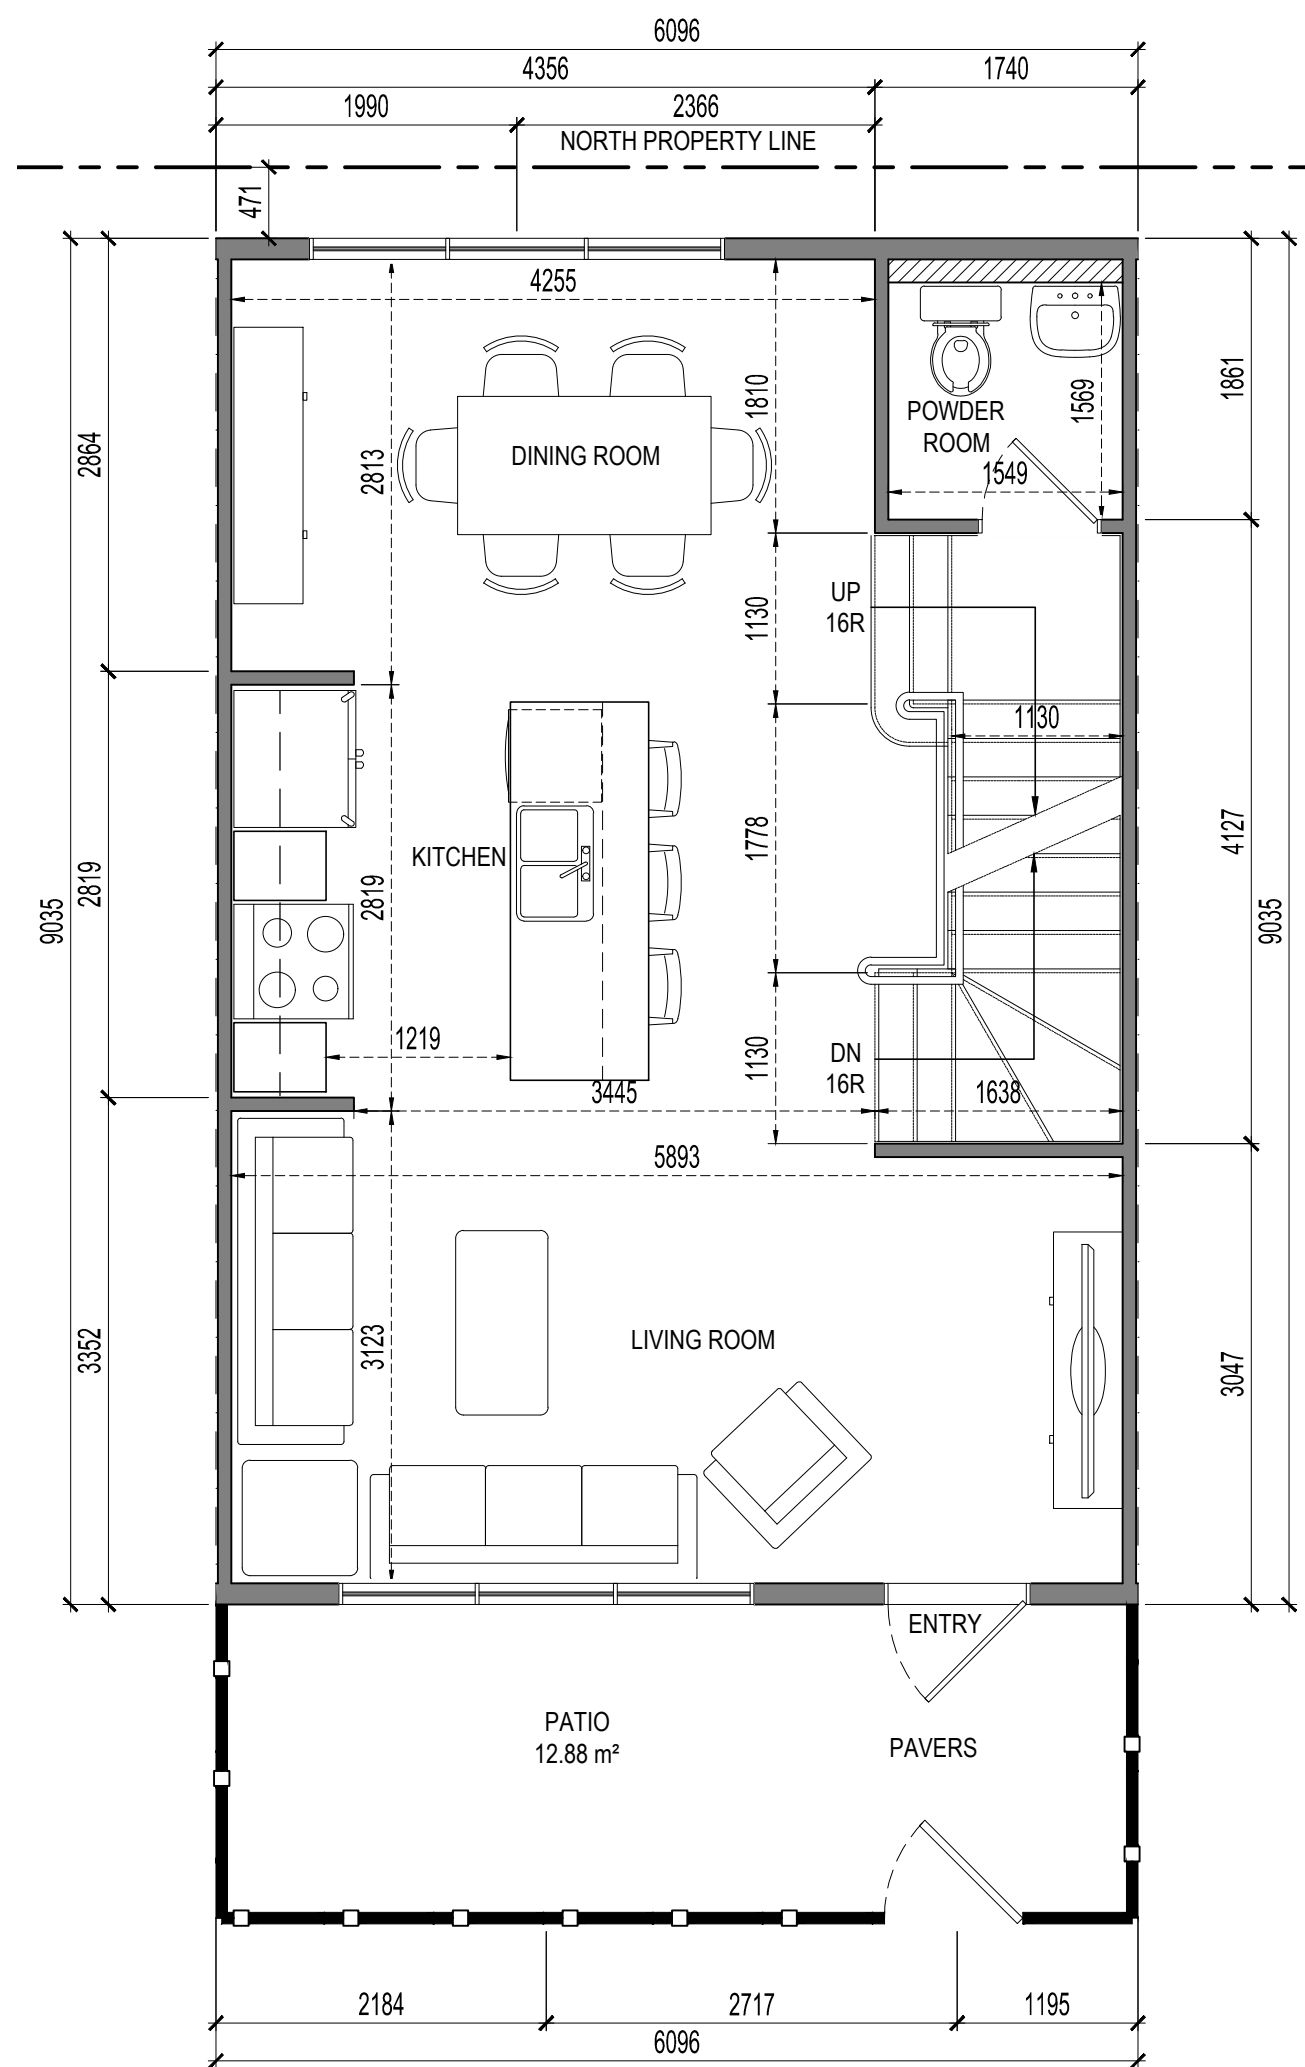 6096
4356
1740
1990
2366
NORTH PROPERTY LINE
471
4255
1810
1569
1861
POWDER
ROOM
DINING ROOM
2864
2813
1549
UP
16R
1130
1130
1778
4127
KITCHEN
2819
2819
9035
9035
1219
1130
DN
16R
3445
1638
5893
3123
LIVING ROOM
3352
3047
ENTRY
PATIO
12.88 m²
PAVERS
2184
2717
1195
6096